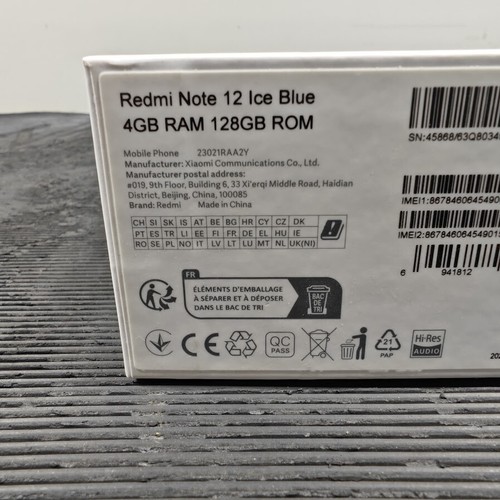 Redmi Note 12 Ice Blue
4GB RAM 128GB ROM
Mobile Phone 23021RAA2Y
Manufacturer: Xiaomi Communications Co., Ltd.
Manufacturer postal address:
#019, 9th Floor, Building 6, 33 Xi'erqi Middle Road, Haidian
District, Beijing, China, 100085
Brand: Redmi Made in China
CH SI SK IS AT BE BG HR CY CZ DK
PT ES TR LI DE EE FI FR EL HU IE
RO SE PL NO IT LV LT LU MT NL UK(NI)
FR
ÉLÉMENTS D'EMBALLAGE
À SÉPARER ET À DÉPOSER
DANS LE BAC DE TRI
BAC
DE
TRI
CE
QC
PASS
21
PAP
Hi-Res
AUDIO
SN:45868/63Q8034
IMEI1:8678460645490
IMEI2:8678460645490
6 941812
202